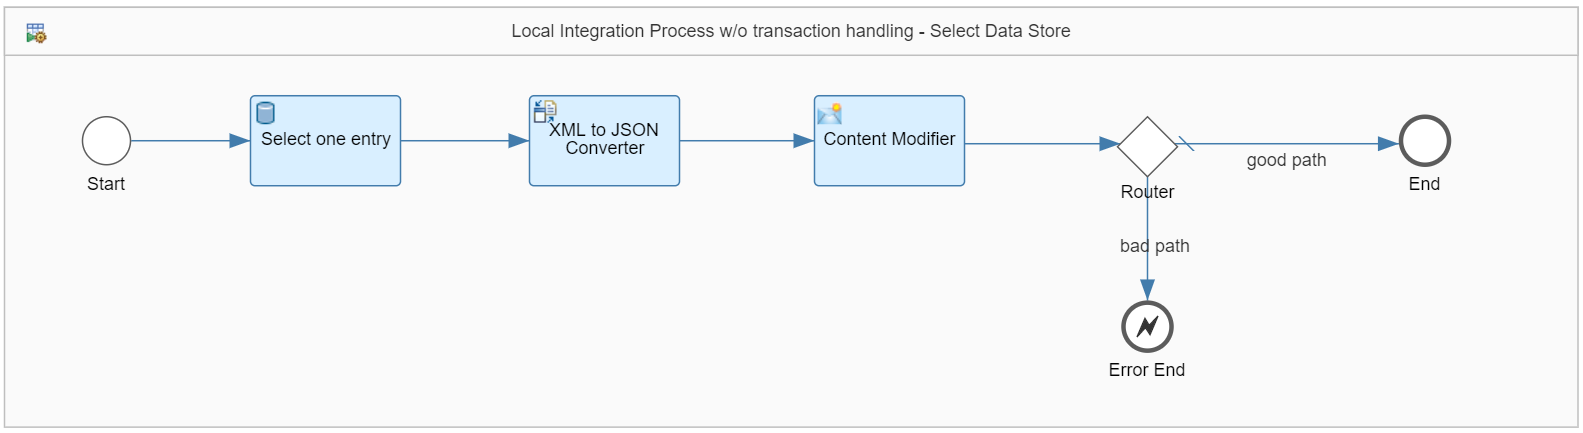 Local Integration Process w/o transaction handling - Select Data Store
Start
Select one entry
XML to JSON
Converter
Content Modifier
Router
good path
End
bad path
Error End